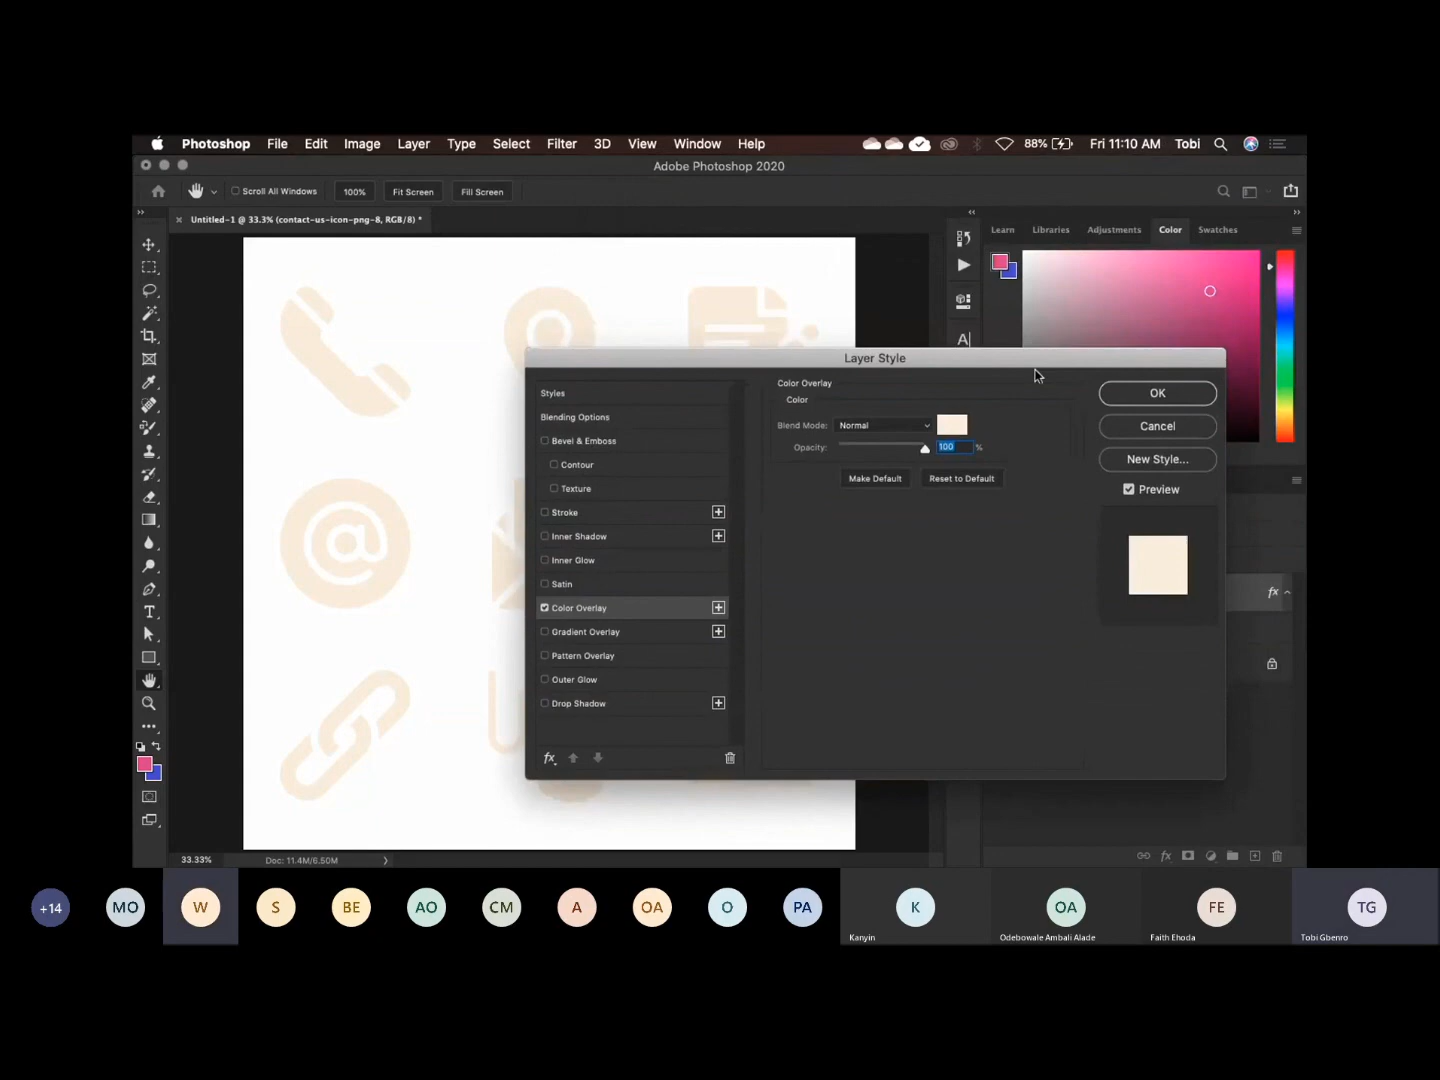 Photoshop File Edit Image Layer Type Select Filter 3D View Window Help 88% Fri 11:10 AM Tobi
Adobe Photoshop 2020
Scroll All Windows 100% Fit Screen Fill Screen
Untitled-1 @ 33.3% (contact-us-icon-png-8, RGB/8) *
Learn Libraries Adjustments Color Swatches
A|
@
Layer Style
Styles
Blending Options
Bevel & Emboss
Contour
Texture
Stroke
Inner Shadow
Inner Glow
Satin
Color Overlay
Gradient Overlay
Pattern Overlay
Outer Glow
Drop Shadow
fx
Color Overlay
Color
Blend Mode: Normal
Opacity: 100 %
Make Default Reset to Default
OK
Cancel
New Style...
Preview
fx
T
33.33% Doc: 11.4M/6.50M
fx
+14 MO W S BE AO CM A OA O PA K OA FE TG
Kanyin Odebowale Ambali Alade Faith Ehoda Tobi Gbenro